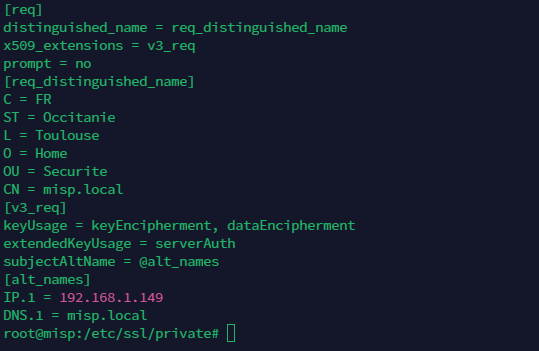 [req]
distinguished_name = req_distinguished_name
x509_extensions = v3_req
prompt = no
[req_distinguished_name]
C = FR
ST = Occitanie
L = Toulouse
O = Home
OU = Securite
CN = misp.local
[v3_req]
keyUsage = keyEncipherment, dataEncipherment
extendedKeyUsage = serverAuth
subjectAltName = @alt_names
[alt_names]
IP.1 = 192.168.1.149
DNS.1 = misp.local
root@misp:/etc/ssl/private#